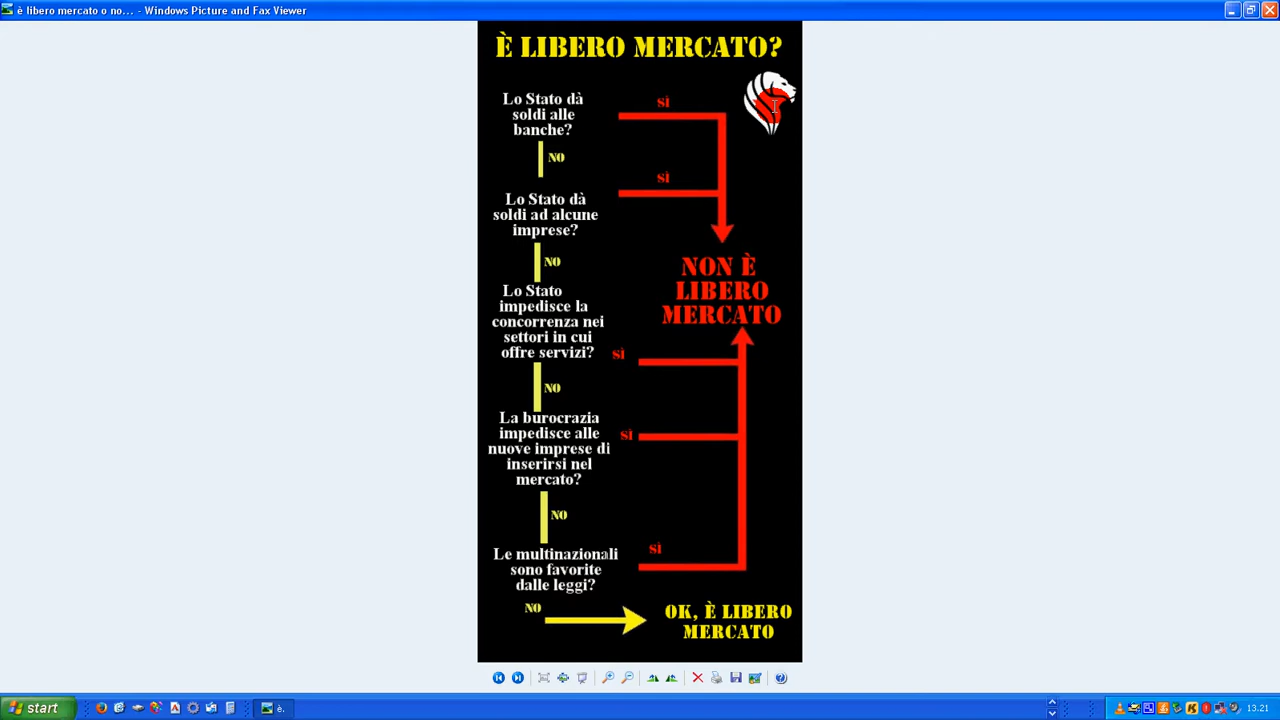 è libero mercato o no... - Windows Picture and Fax Viewer
È LIBERO MERCATO?
Lo Stato dà
soldi alle
banche?
SÌ
NO
SÌ
Lo Stato dà
soldi ad alcune
imprese?
NO
NON È
LIBERO
MERCATO
Lo Stato
impedisce la
concorrenza nei
settori in cui
offre servizi?
SÌ
NO
La burocrazia
impedisce alle
nuove imprese di
inserirsi nel
mercato?
SÌ
NO
Le multinazionali
sono favorite
dalle leggi?
SÌ
NO
OK, È LIBERO
MERCATO
start
è.
13.21